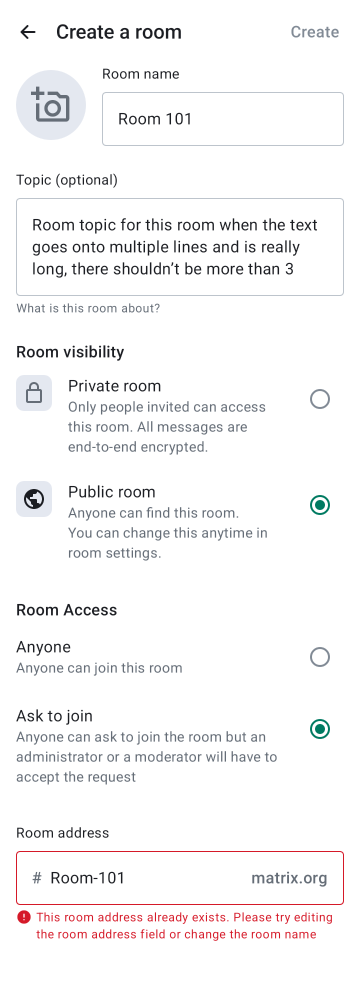 Create a room
Create
Room name
Room 101
Topic (optional)
Room topic for this room when the text
goes onto multiple lines and is really
long, there shouldn’t be more than 3
What is this room about?
Room visibility
Private room
Only people invited can access
this room. All messages are
end-to-end encrypted.
Public room
Anyone can find this room.
You can change this anytime in
room settings.
Room Access
Anyone
Anyone can join this room
Ask to join
Anyone can ask to join the room but an
administrator or a moderator will have to
accept the request
Room address
# Room-101 matrix.org
This room address already exists. Please try editing
the room address field or change the room name